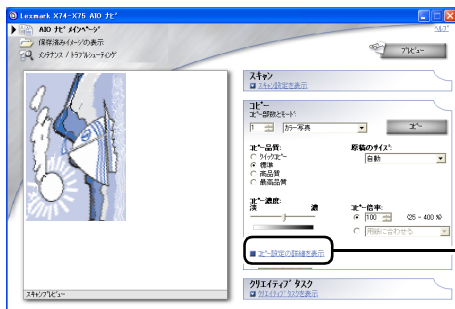 Lexmark X74-X75 AIO ナビ
AIO ナビ メインページ
保存済みイメージの表示
メンテナンス / トラブルシューティング
ヘルプ
プレビュー
スキャン
スキャン設定を表示
コピー
コピー部数とモード:
1 カラー写真 コピー
コピー品質: 原稿のサイズ:
クイックコピー 自動
標準
高品質
最高品質
コピー濃度:
淡 濃 コピー倍率:
100 (25 - 400 %)
用紙に合わせる
コピー設定の詳細を表示
クリエイティブ タスク
クリエイティブ タスクを表示
スキャンプレビュー